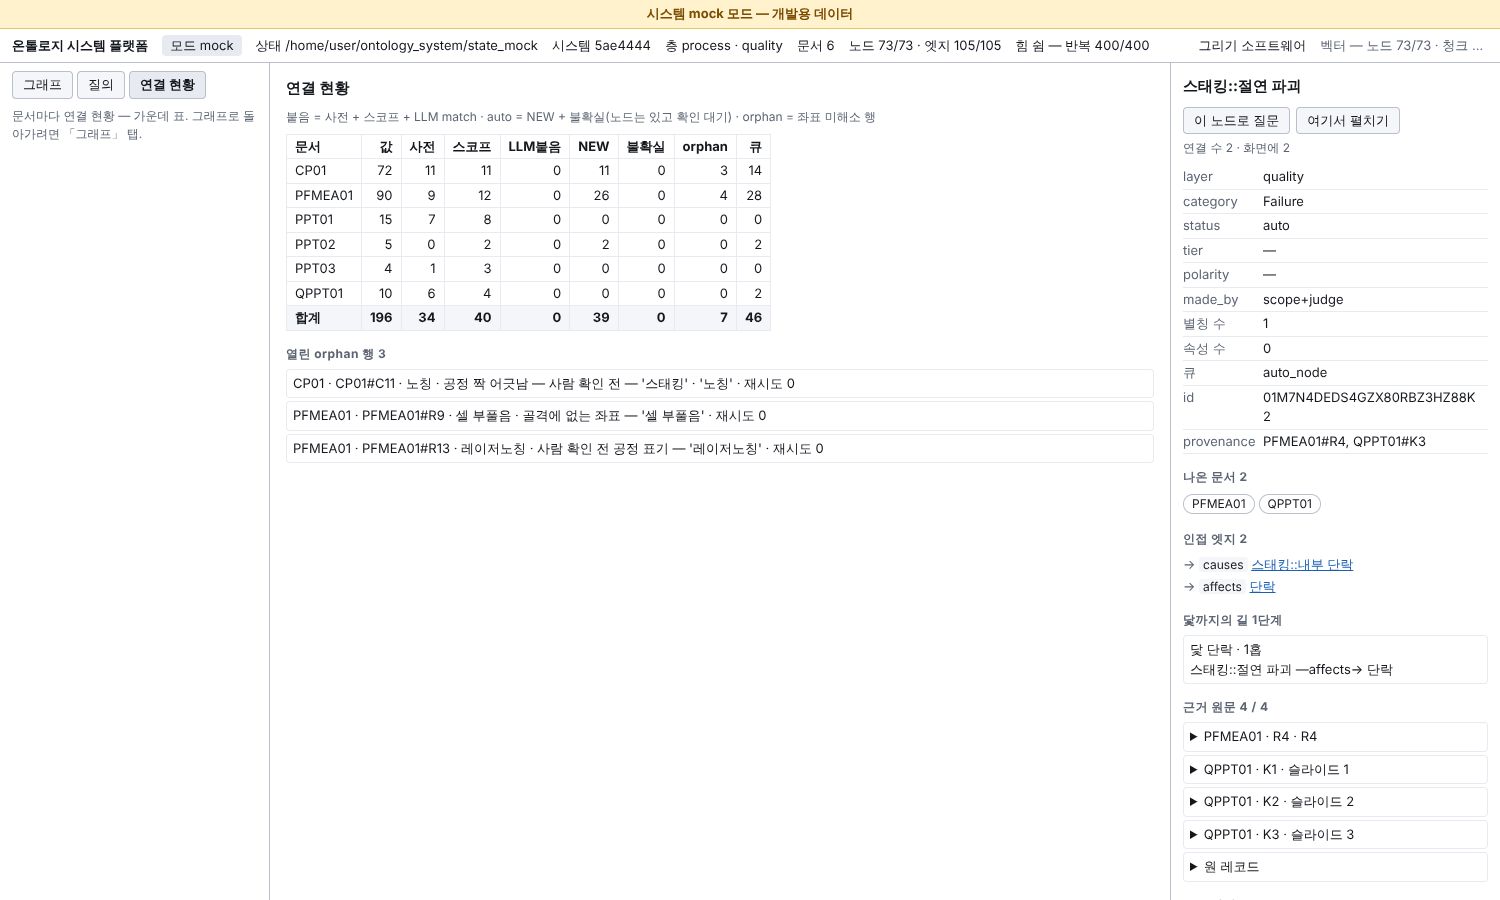 시스템 mock 모드 — 개발용 데이터
온톨로지 시스템 플랫폼 모드 mock 상태 /home/user/ontology_system/state_mock 시스템 5ae4444 층 process · quality 문서 6 노드 73/73 · 엣지 105/105 힘 쉼 — 반복 400/400 그리기 소프트웨어 벡터 — 노드 73/73 · 청크 …
그래프 질의 연결 현황
문서마다 연결 현황 — 가운데 표. 그래프로 돌
아가려면 「그래프」 탭.
연결 현황
붙음 = 사전 + 스코프 + LLM match · auto = NEW + 불확실(노드는 있고 확인 대기) · orphan = 좌표 미해소 행
문서 값 사전 스코프 LLM붙음 NEW 불확실 orphan 큐
CP01 72 11 11 0 11 0 3 14
PFMEA01 90 9 12 0 26 0 4 28
PPT01 15 7 8 0 0 0 0 0
PPT02 5 0 2 0 2 0 0 2
PPT03 4 1 3 0 0 0 0 0
QPPT01 10 6 4 0 0 0 0 2
합계 196 34 40 0 39 0 7 46
열린 orphan 행 3
CP01 · CP01#C11 · 노칭 · 공정 짝 어긋남 — 사람 확인 전 — '스태킹' · '노칭' · 재시도 0
PFMEA01 · PFMEA01#R9 · 셀 부풀음 · 골격에 없는 좌표 — '셀 부풀음' · 재시도 0
PFMEA01 · PFMEA01#R13 · 레이저노칭 · 사람 확인 전 공정 표기 — '레이저노칭' · 재시도 0
스태킹::절연 파괴
이 노드로 질문 여기서 펼치기
연결 수 2 · 화면에 2
layer quality
category Failure
status auto
tier —
polarity —
made_by scope+judge
별칭 수 1
속성 수 0
큐 auto_node
id 01M7N4DEDS4GZX80RBZ3HZ88K
2
provenance PFMEA01#R4, QPPT01#K3
나온 문서 2
PFMEA01 QPPT01
인접 엣지 2
→ causes 스태킹::내부 단락
→ affects 단락
닻까지의 길 1단계
닻 단락 · 1홉
스태킹::절연 파괴 —affects→ 단락
근거 원문 4 / 4
▶ PFMEA01 · R4 · R4
▶ QPPT01 · K1 · 슬라이드 1
▶ QPPT01 · K2 · 슬라이드 2
▶ QPPT01 · K3 · 슬라이드 3
▶ 원 레코드